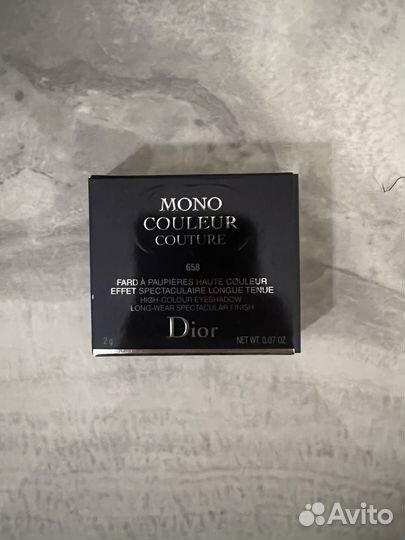 MONO
COULEUR
COUTURE
658
FARD À PAUPIÈRES HAUTE COULEUR
EFFET SPECTACULAIRE LONGUE TENUE
HIGH-COLOUR EYESHADOW
LONG-WEAR SPECTACULAR FINISH
Dior
2 g
NET WT. 0.07 OZ
Avito